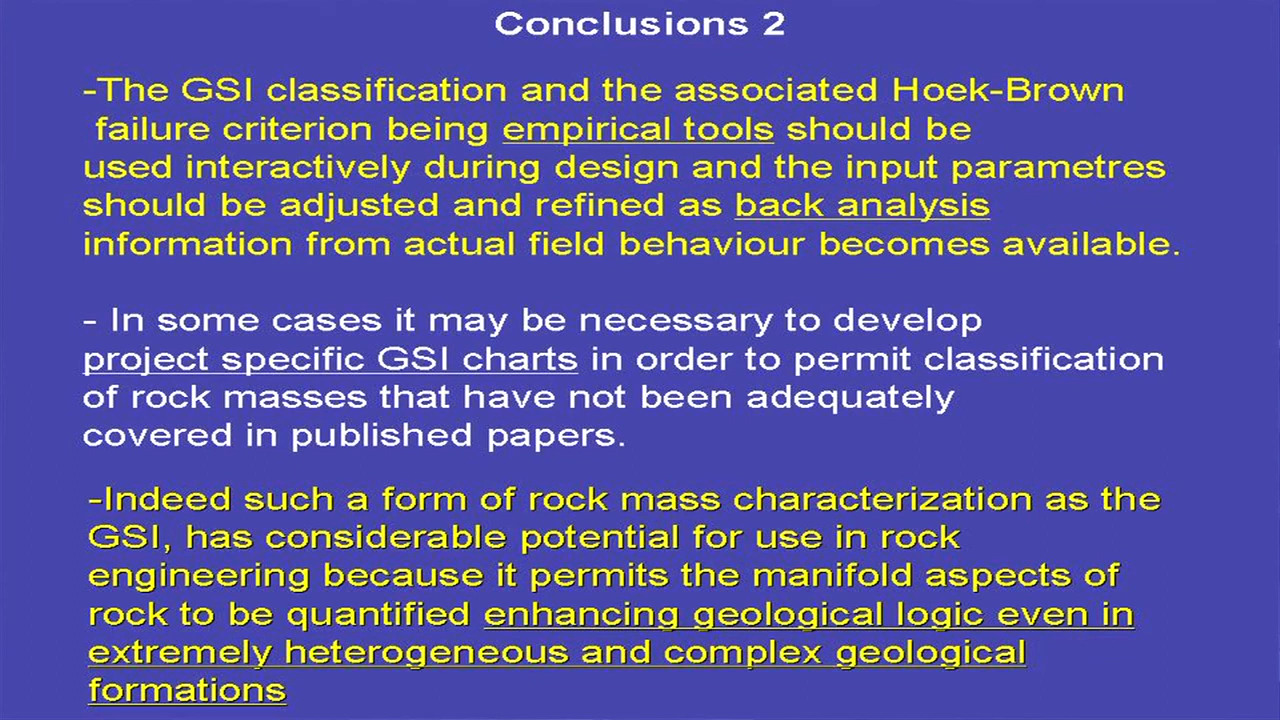 Conclusions 2
-The GSI classification and the associated Hoek-Brown
failure criterion being empirical tools should be
used interactively during design and the input parametres
should be adjusted and refined as back analysis
information from actual field behaviour becomes available.
- In some cases it may be necessary to develop
project specific GSI charts in order to permit classification
of rock masses that have not been adequately
covered in published papers.
-Indeed such a form of rock mass characterization as the
GSI, has considerable potential for use in rock
engineering because it permits the manifold aspects of
rock to be quantified enhancing geological logic even in
extremely heterogeneous and complex geological
formations